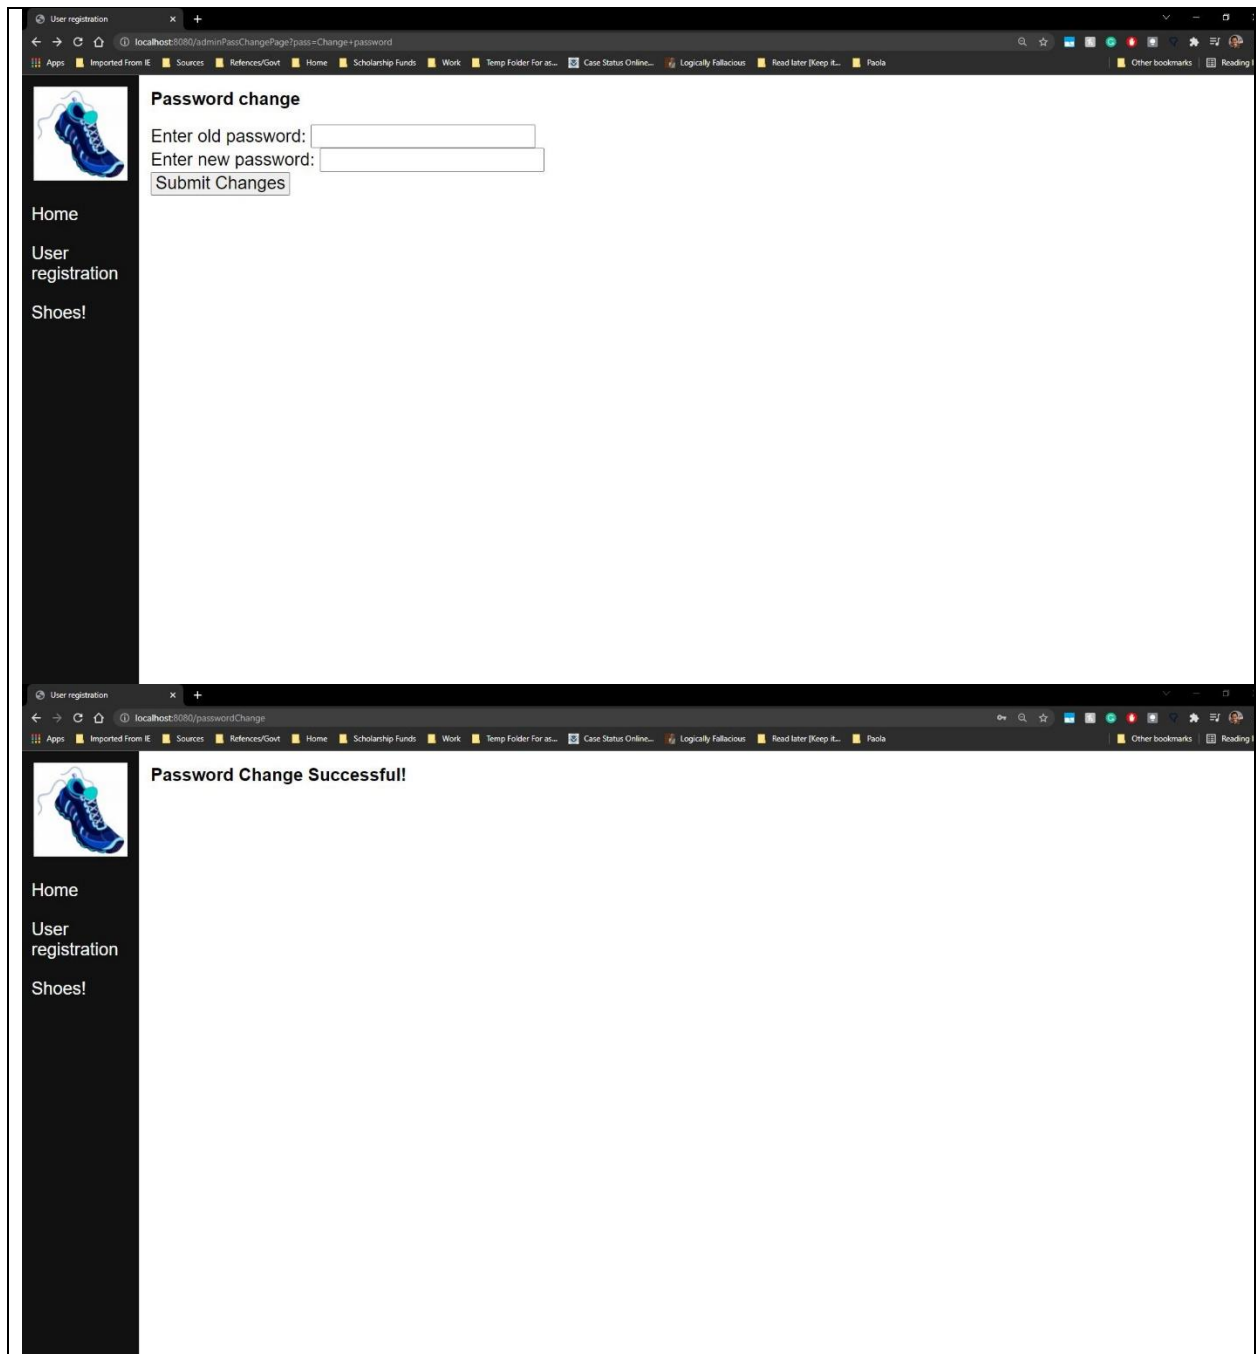 User registration
localhost:8080/adminPassChangePage?pass=Change+password
Apps Imported From IE Sources Refences/Govt Home Scholarship Funds Work Temp Folder For as... Case Status Online... Logically Fallacious Read later [Keep it... Paola Other bookmarks Reading l
Password change
Enter old password:
Enter new password:
Submit Changes
Home
User
registration
Shoes!
User registration
localhost:8080/passwordChange
Apps Imported From IE Sources Refences/Govt Home Scholarship Funds Work Temp Folder For as... Case Status Online... Logically Fallacious Read later [Keep it... Paola Other bookmarks Reading l
Password Change Successful!
Home
User
registration
Shoes!